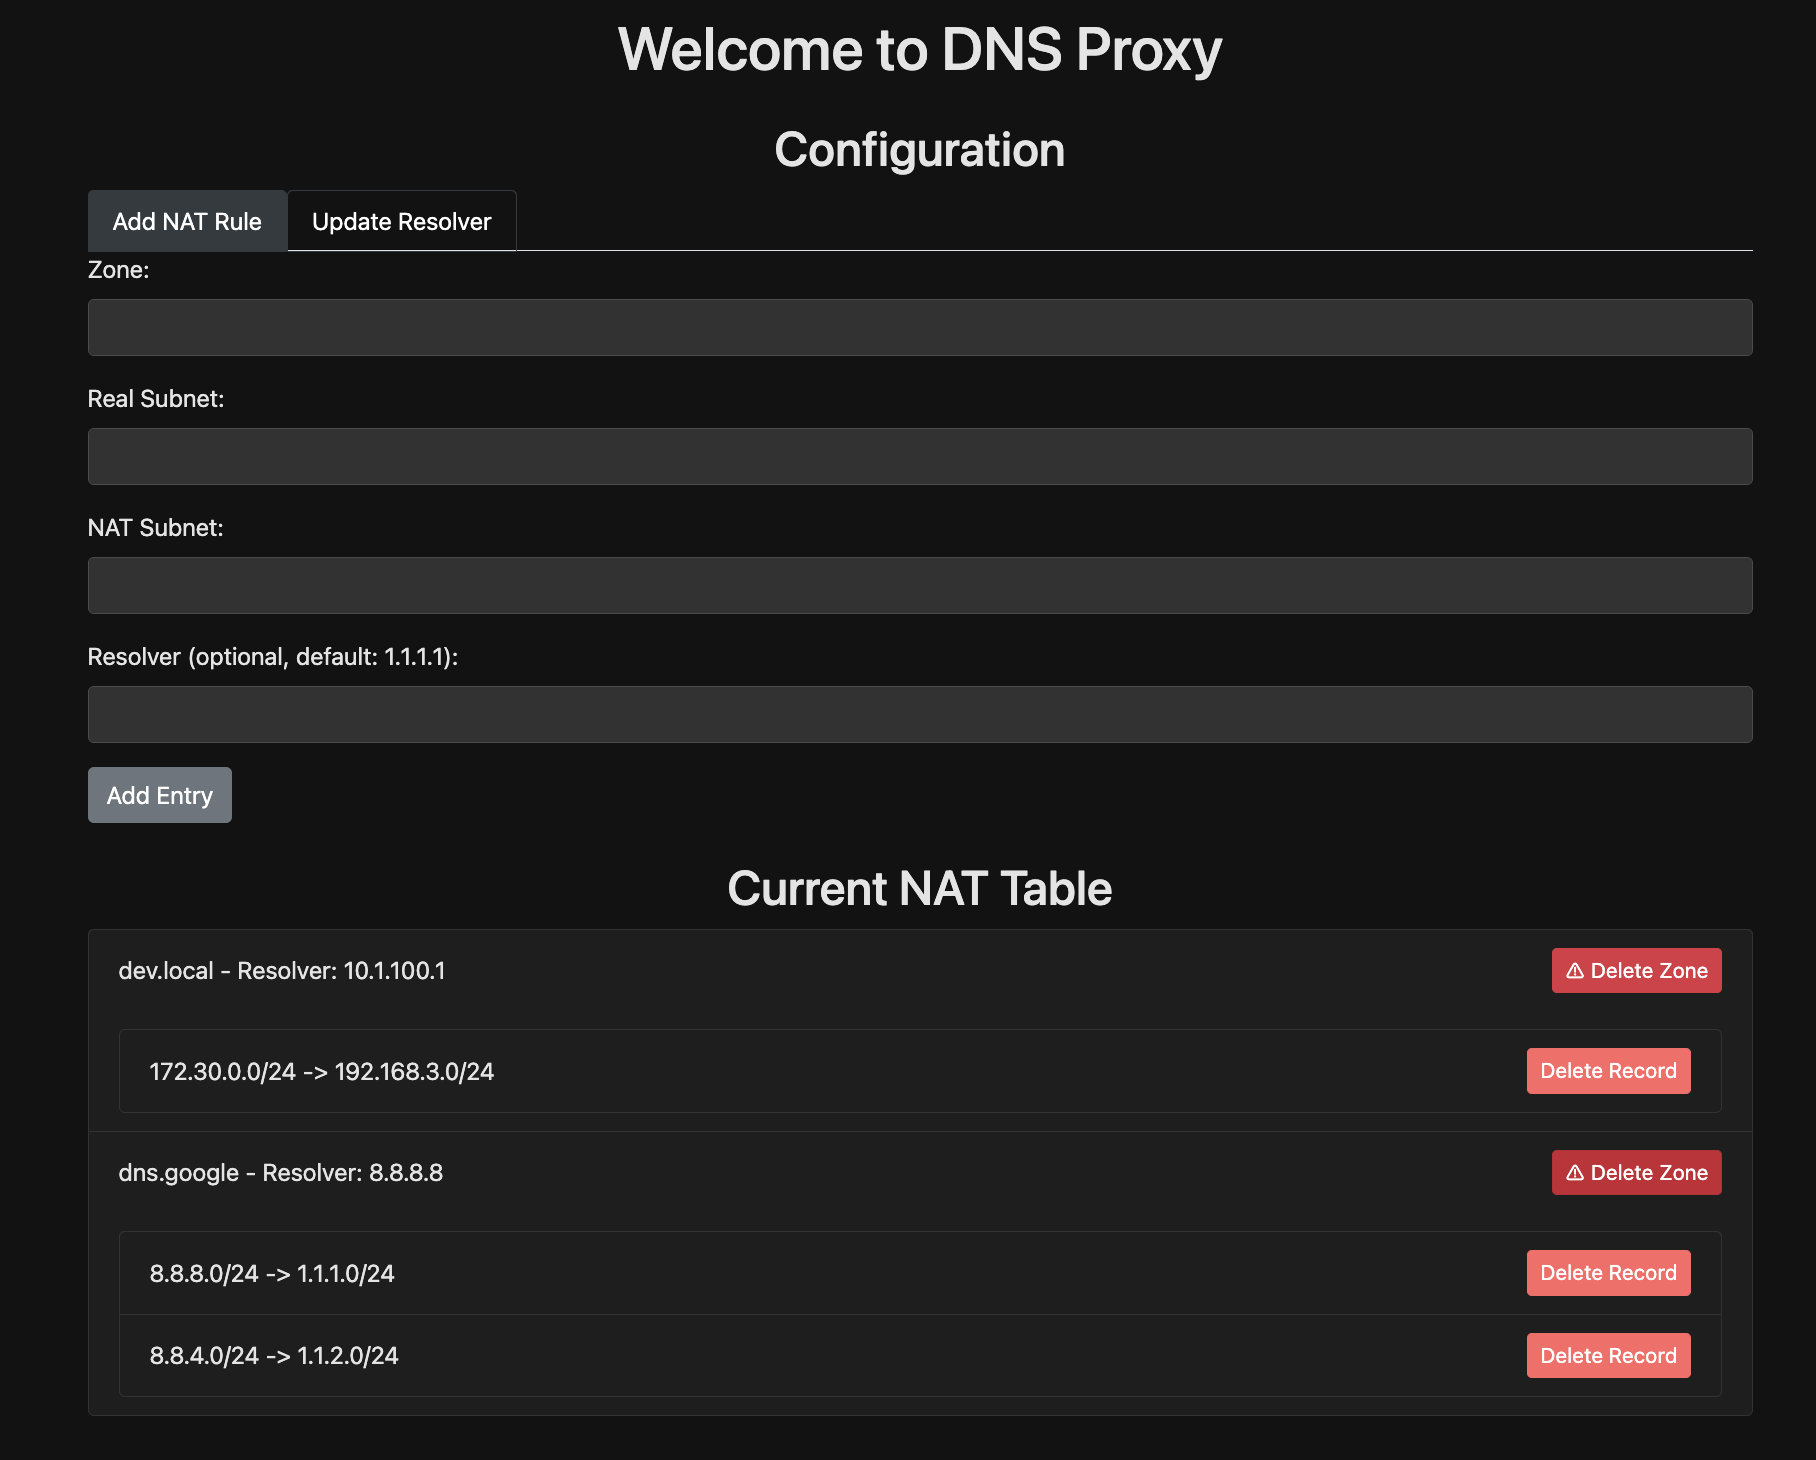 Welcome to DNS Proxy
Configuration
Add NAT Rule Update Resolver
Zone:
Real Subnet:
NAT Subnet:
Resolver (optional, default: 1.1.1.1):
Add Entry
Current NAT Table
dev.local - Resolver: 10.1.100.1 Delete Zone
172.30.0.0/24 -> 192.168.3.0/24 Delete Record
dns.google - Resolver: 8.8.8.8 Delete Zone
8.8.8.0/24 -> 1.1.1.0/24 Delete Record
8.8.4.0/24 -> 1.1.2.0/24 Delete Record